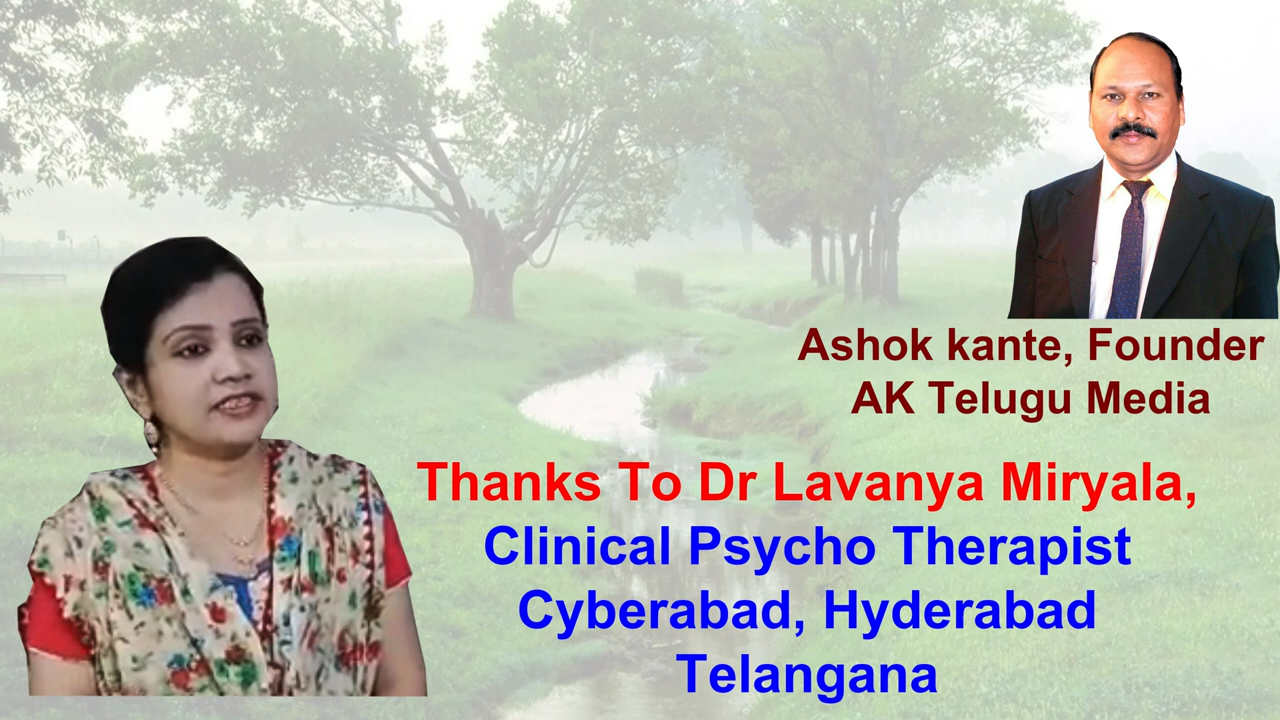 Ashok kante, Founder
AK Telugu Media
Thanks To Dr Lavanya Miryala,
Clinical Psycho Therapist
Cyberabad, Hyderabad
Telangana